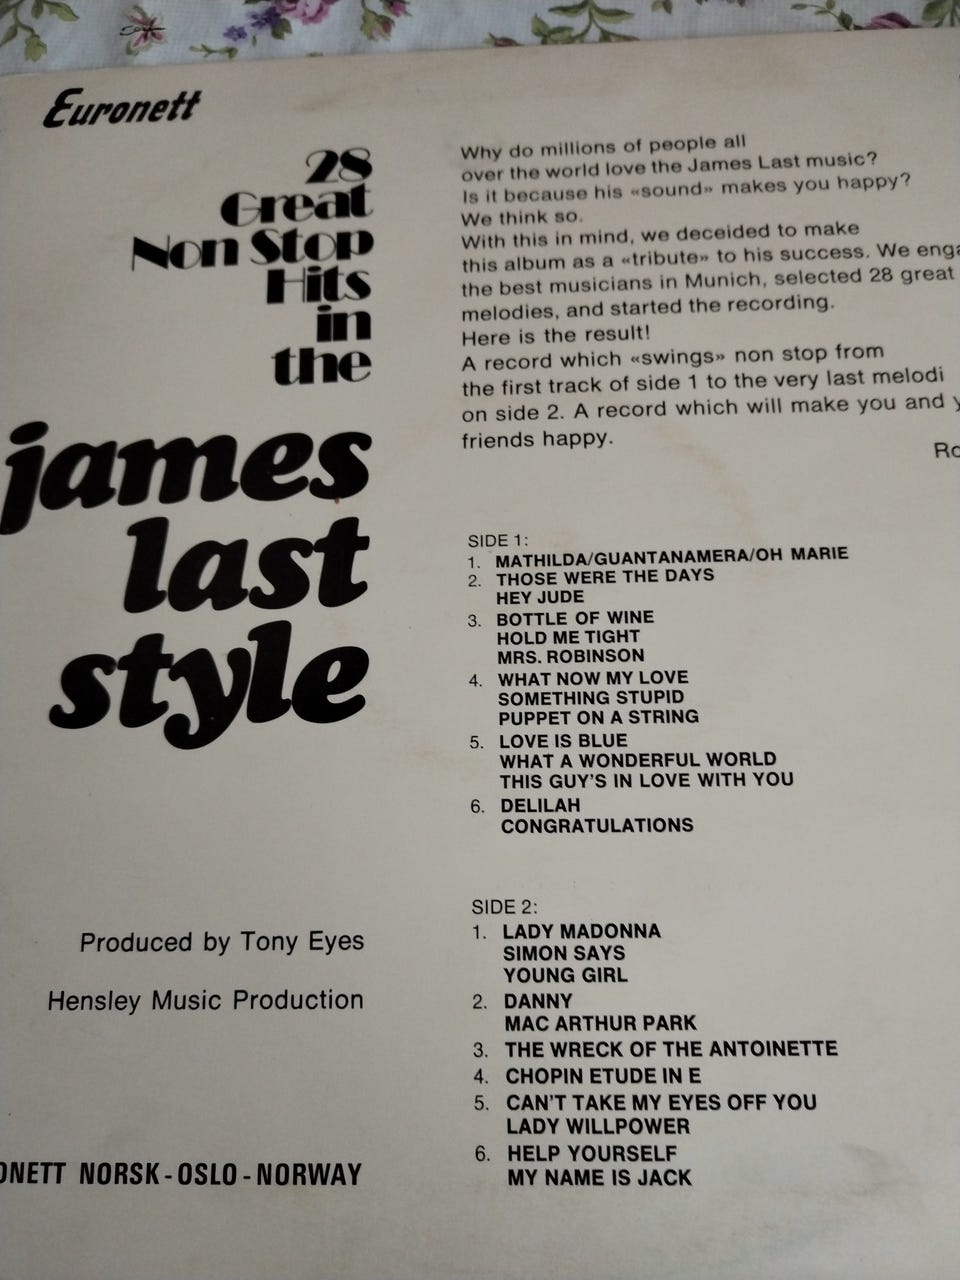 Euronett
28
Great
Non Stop
Hits
in
the
james
last
style
Produced by Tony Eyes
Hensley Music Production
NORSK - OSLO - NORWAY
Why do millions of people all
over the world love the James Last music?
Is it because his «sound» makes you happy?
We think so.
With this in mind, we deceided to make
this album as a «tribute» to his success. We
the best musicians in Munich, selected 28 great
melodies, and started the recording.
Here is the result!
A record which «swings» non stop from
the first track of side 1 to the very last melodi
on side 2. A record which will make you and
friends happy.
SIDE 1:
1. MATHILDA/GUANTANAMERA/OH MARIE
2. THOSE WERE THE DAYS
HEY JUDE
3. BOTTLE OF WINE
HOLD ME TIGHT
MRS. ROBINSON
4. WHAT NOW MY LOVE
SOMETHING STUPID
PUPPET ON A STRING
5. LOVE IS BLUE
WHAT A WONDERFUL WORLD
THIS GUY'S IN LOVE WITH YOU
6. DELILAH
CONGRATULATIONS
SIDE 2:
1. LADY MADONNA
SIMON SAYS
YOUNG GIRL
2. DANNY
MAC ARTHUR PARK
3. THE WRECK OF THE ANTOINETTE
4. CHOPIN ETUDE IN E
5. CAN'T TAKE MY EYES OFF YOU
LADY WILLPOWER
6. HELP YOURSELF
MY NAME IS JACK